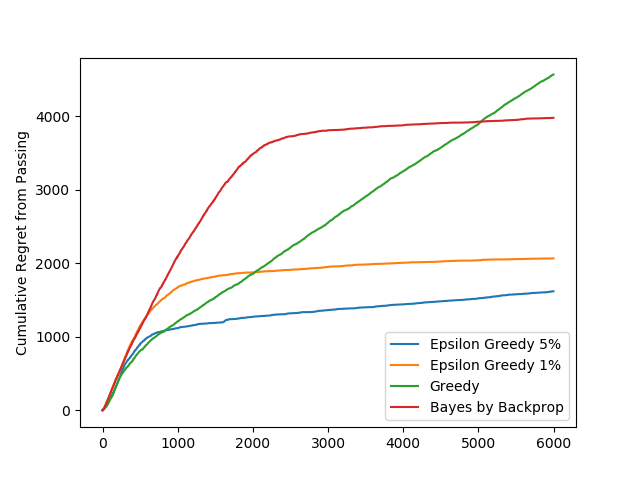 Cumulative Regret from Passing
4000
3000
2000
1000
0
0 1000 2000 3000 4000 5000 6000
Epsilon Greedy 5%
Epsilon Greedy 1%
Greedy
Bayes by Backprop